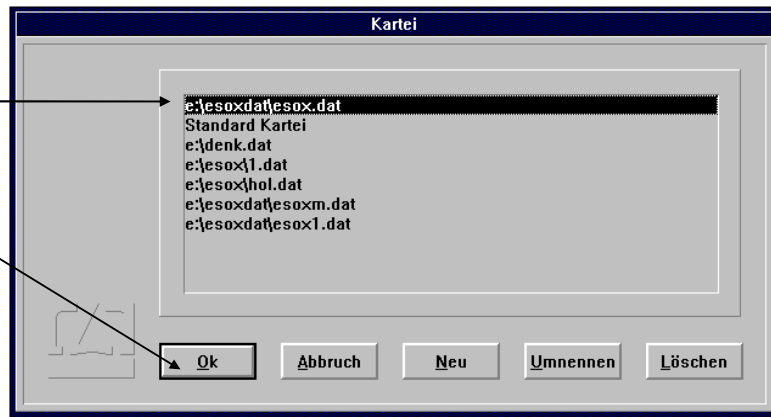 Kartei
e:\esoxdat\esox.dat
Standard Kartei
e:\denk.dat
e:\esox\1.dat
e:\esox\hol.dat
e:\esoxdat\esoxm.dat
e:\esoxdat\esox1.dat
Ok Abbruch Neu Umnennen Löschen